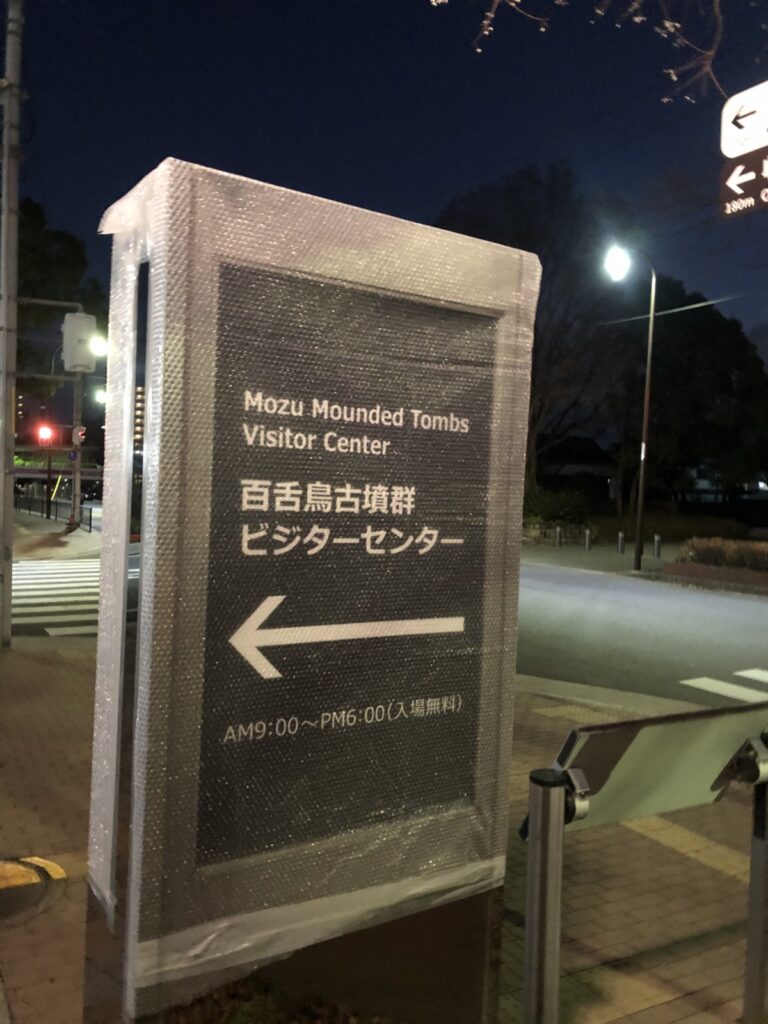 Mozu Mounded Tombs
Visitor Center
百舌鳥古墳群
ビジターセンター
AM9:00〜PM6:00(入場無料)
180m